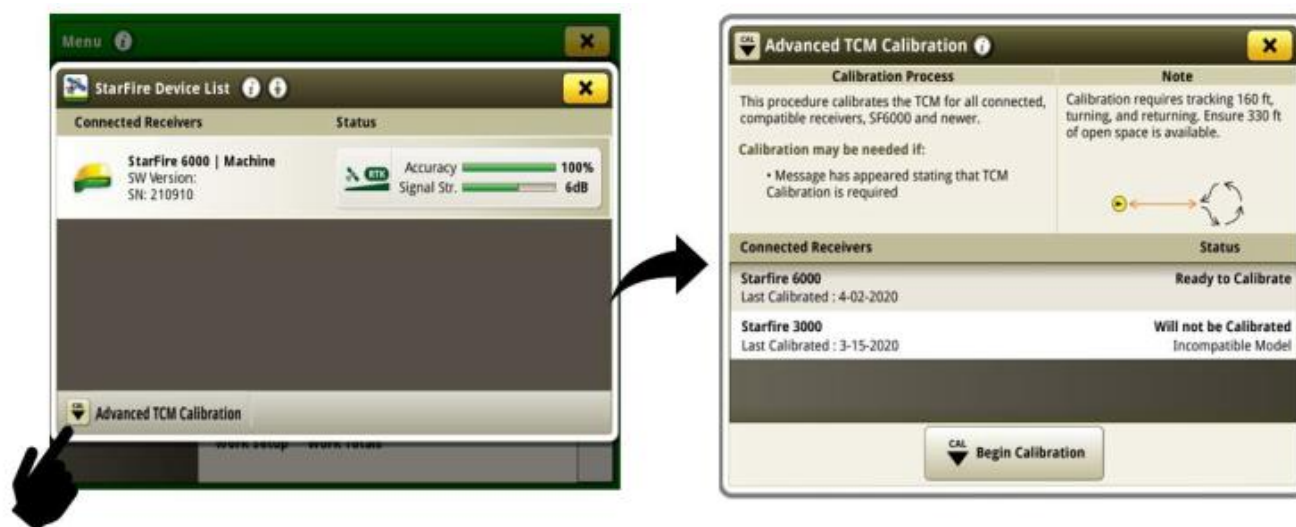 Menu
StarFire Device List
Connected Receivers Status
StarFire 6000 | Machine
SW Version:
SN: 210910
RTK
Accuracy 100%
Signal Str. 6dB
CAL
Advanced TCM Calibration
Work Setup Work Totals
CAL
Advanced TCM Calibration
Calibration Process
This procedure calibrates the TCM for all connected,
compatible receivers, SF6000 and newer.
Calibration may be needed if:
• Message has appeared stating that TCM
Calibration is required
Note
Calibration requires tracking 160 ft,
turning, and returning. Ensure 330 ft
of open space is available.
Connected Receivers Status
Starfire 6000 Ready to Calibrate
Last Calibrated : 4-02-2020
Starfire 3000 Will not be Calibrated
Last Calibrated : 3-15-2020 Incompatible Model
CAL
Begin Calibration